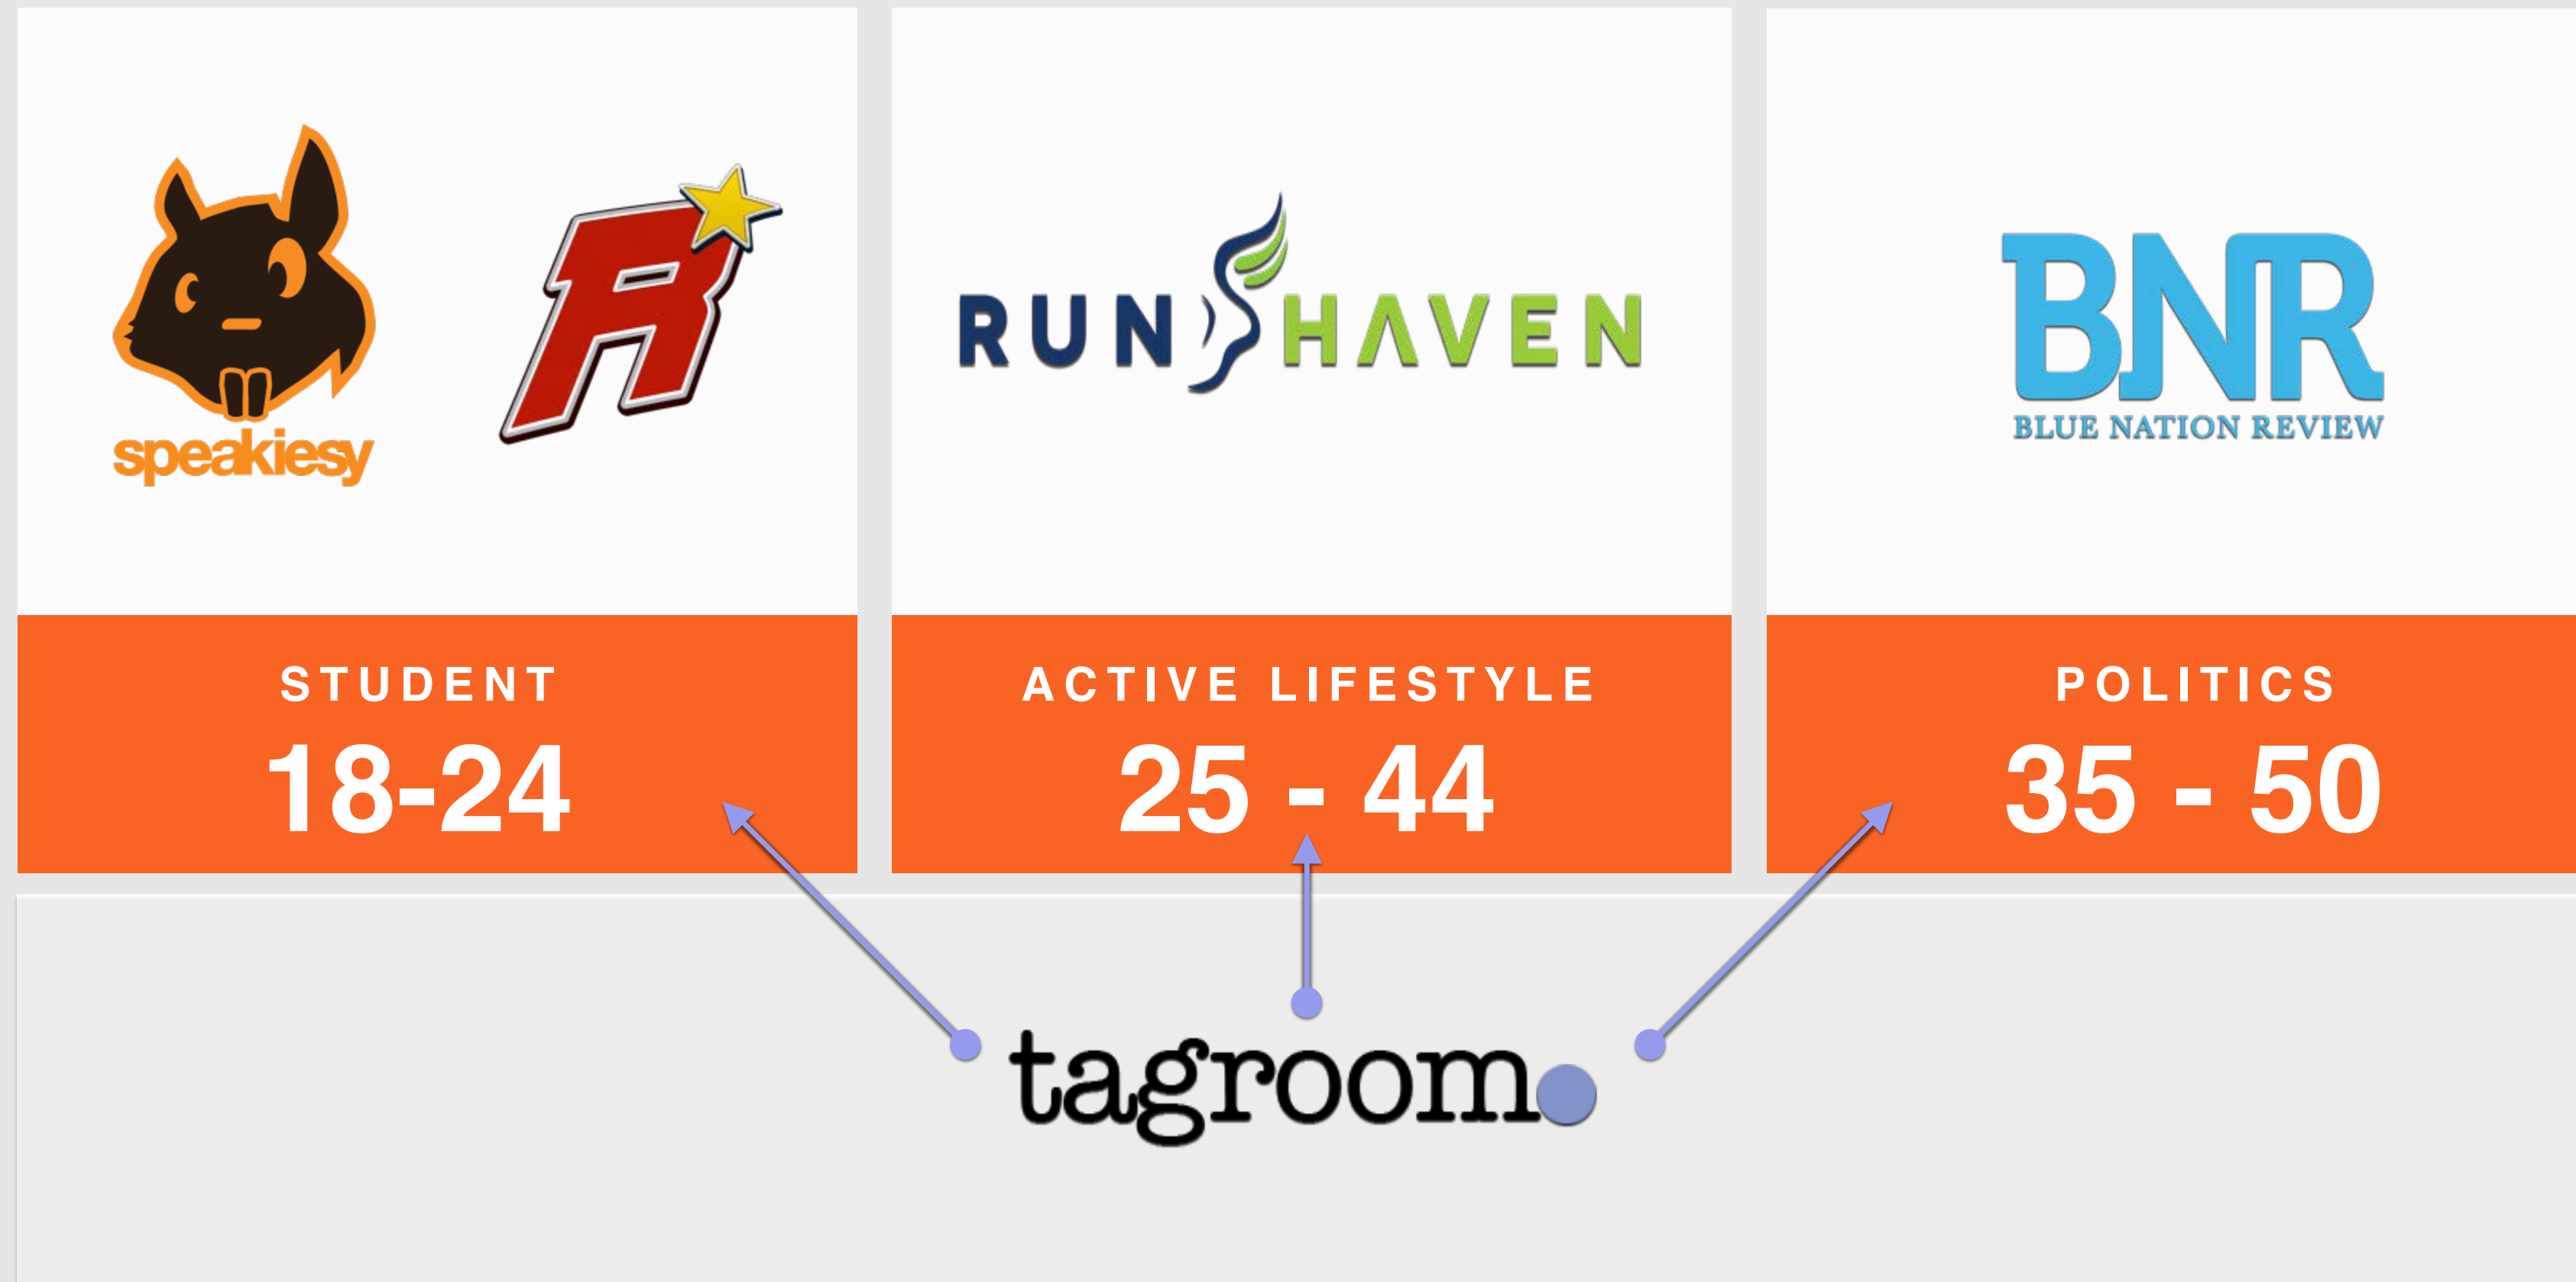 speakiesy
R
RUN HAVEN
BNR
BLUE NATION REVIEW
STUDENT
18-24
ACTIVE LIFESTYLE
25 - 44
POLITICS
35 - 50
tagroom.